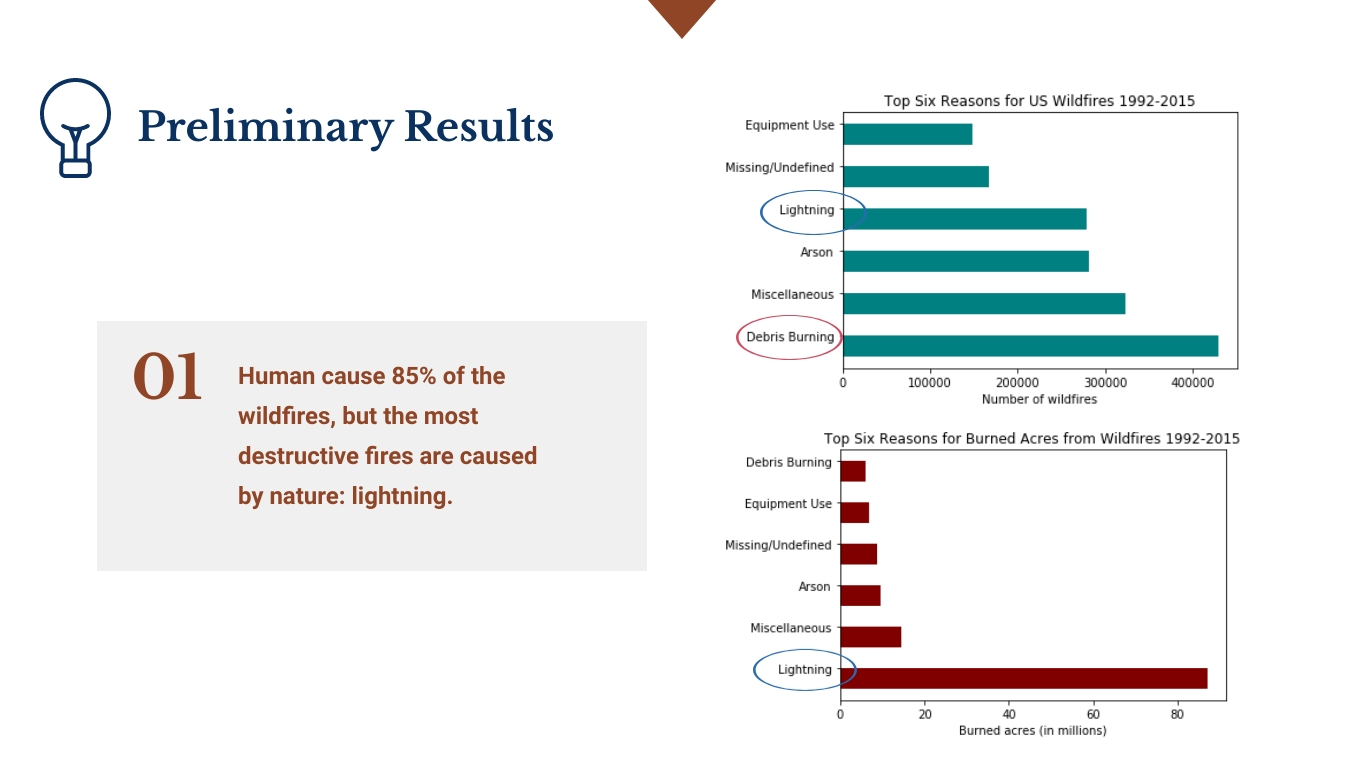 Preliminary Results
01
Human cause 85% of the
wildfires, but the most
destructive fires are caused
by nature: lightning.
Top Six Reasons for US Wildfires 1992-2015
Equipment Use
Missing/Undefined
Lightning
Arson
Miscellaneous
Debris Burning
0 100000 200000 300000 400000
Number of wildfires
Top Six Reasons for Burned Acres from Wildfires 1992-2015
Debris Burning
Equipment Use
Missing/Undefined
Arson
Miscellaneous
Lightning
0 20 40 60 80
Burned acres (in millions)